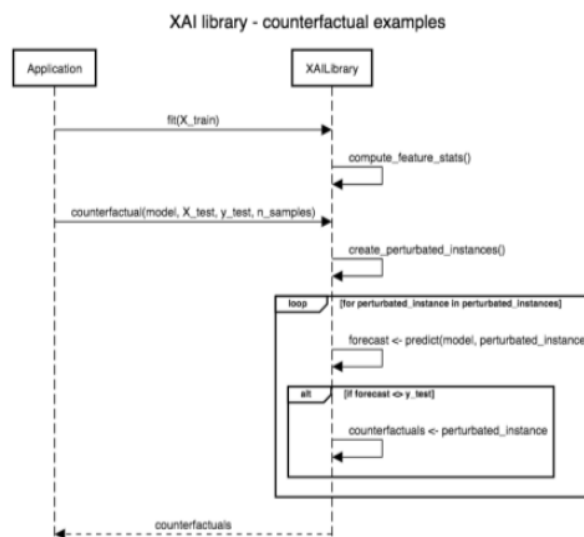 XAI library - counterfactual examples
Application
XAILibrary
fit(X_train)
compute_feature_stats()
counterfactual(model, X_test, y_test, n_samples)
create_perturbated_instances()
loop
[for perturbated_instance in perturbated_instances]
forecast <- predict(model, perturbated_instance
alt
[if forecast <> y_test]
counterfactuals <- perturbated_instance
counterfactuals